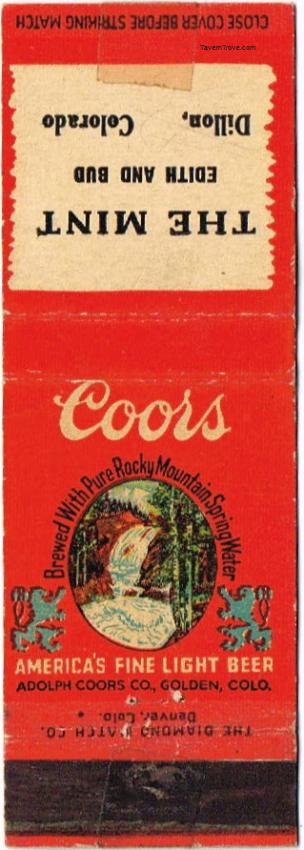 CLOSE COVER BEFORE STRIKING MATCH
TavernTrove.com
THE MINT
EDITH AND BUD
Dillon, Colorado
Coors
Brewed With Pure Rocky Mountain Spring Water
AMERICA'S FINE LIGHT BEER
ADOLPH COORS CO., GOLDEN, COLO.
THE DIAMOND MATCH CO.
Denver, Colo.